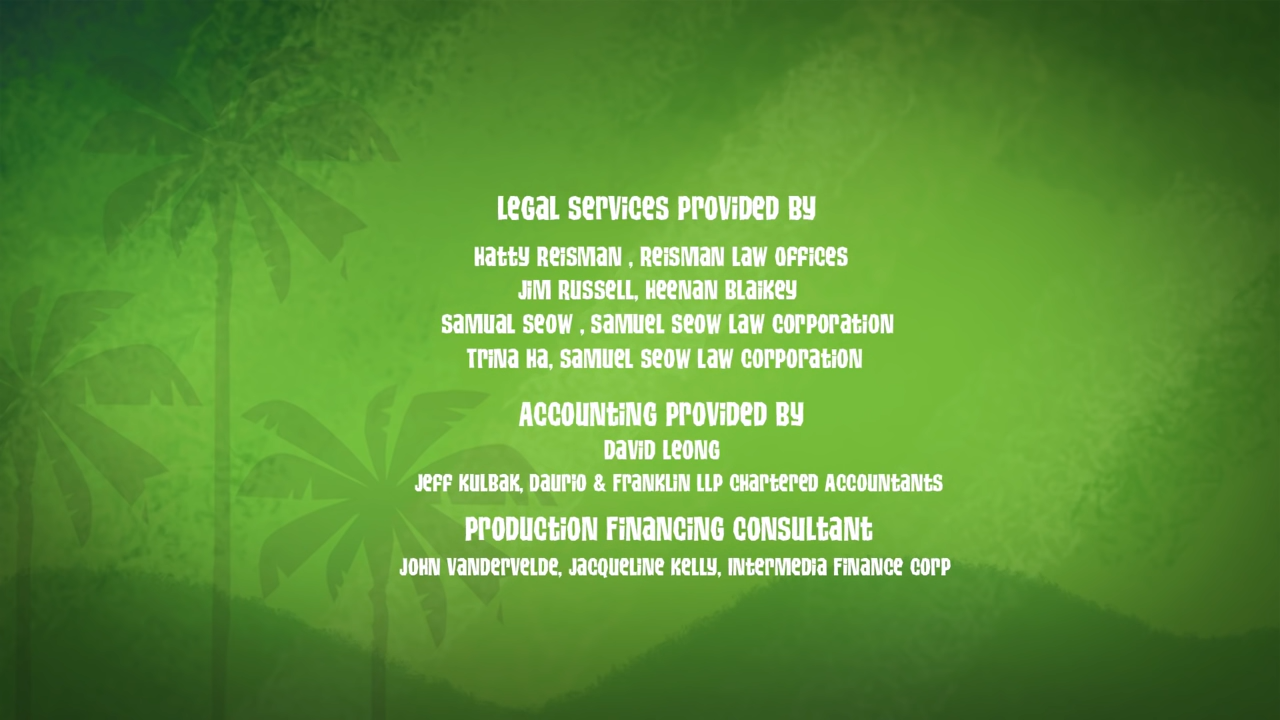 Legal Services Provided By
Hatty Reisman , Reisman Law Offices
Jim Russell, Heenan Blaikey
Samual Seow , Samuel Seow Law Corporation
Trina Ha, Samuel Seow Law Corporation
Accounting Provided By
David Leong
Jeff Kulbak, Daurio & Franklin LLP Chartered Accountants
Production Financing Consultant
John Vandervelde, Jacqueline Kelly, Intermedia Finance Corp